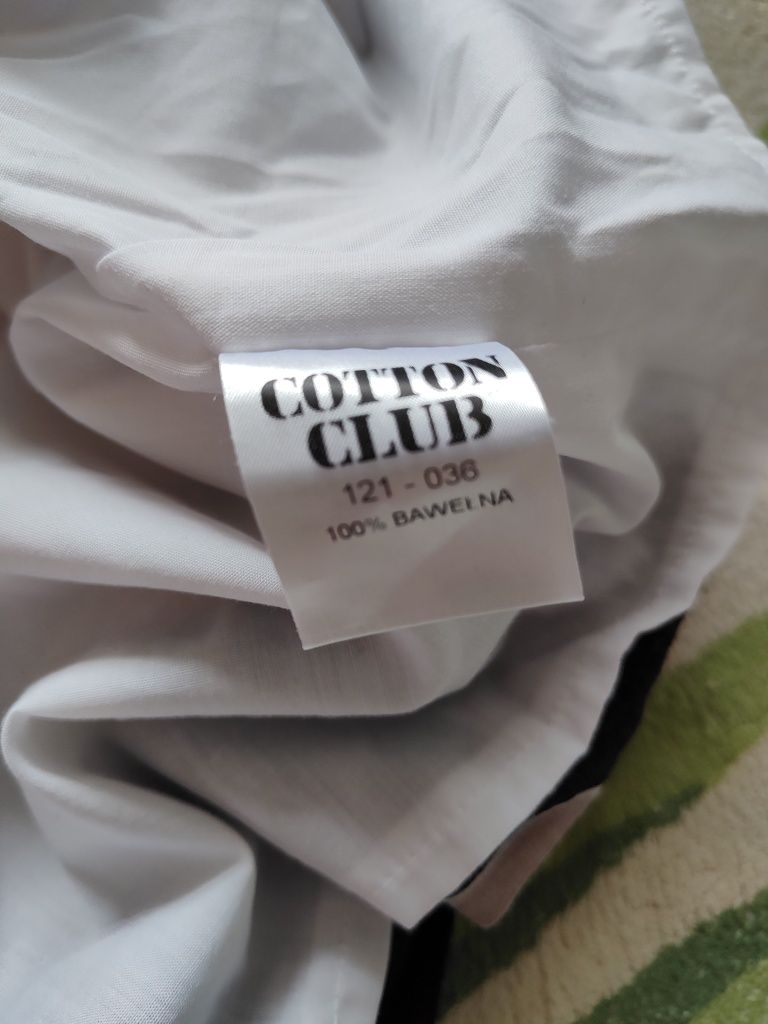 COTTON
CLUB
121 - 036
100% BAWEŁNA